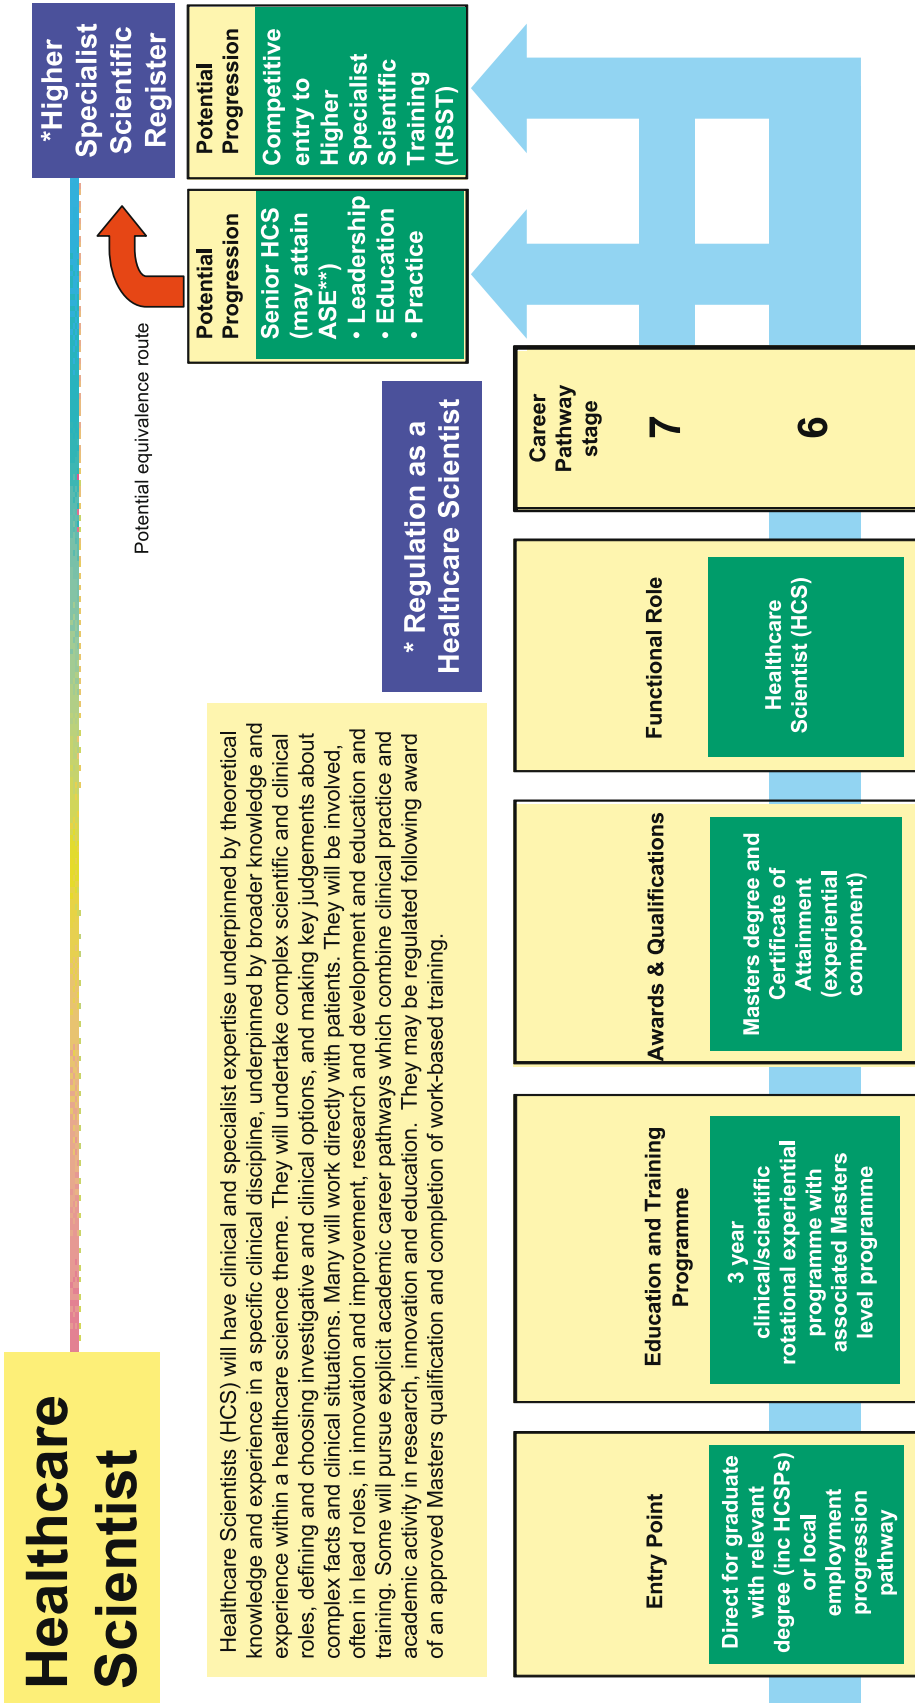 Healthcare
Scientist
*Higher
Specialist
Scientific
Register
Potential equivalence route
Healthcare Scientists (HCS) will have clinical and specialist expertise underpinned by theoretical
knowledge and experience in a specific clinical discipline, underpinned by broader knowledge and
experience within a healthcare science theme. They will undertake complex scientific and clinical
roles, defining and choosing investigative and clinical options, and making key judgements about
complex facts and clinical situations. Many will work directly with patients. They will be involved,
often in lead roles, in innovation and improvement, research and development and education and
training. Some will pursue explicit academic career pathways which combine clinical practice and
academic activity in research, innovation and education. They may be regulated following award
of an approved Masters qualification and completion of work-based training.
* Regulation as a
Healthcare Scientist
Potential
Progression
Senior HCS
(may attain
ASE**)
• Leadership
• Education
• Practice
Potential
Progression
Competitive
entry to
Higher
Specialist
Scientific
Training
(HSST)
Entry Point
Direct for graduate
with relevant
degree (inc HCSPs)
or local
employment
progression
pathway
Education and Training
Programme
3 year
clinical/scientific
rotational experiential
programme with
associated Masters
level programme
Awards & Qualifications
Masters degree and
Certificate of
Attainment
(experiential
component)
Functional Role
Healthcare
Scientist (HCS)
Career
Pathway
stage
7
6